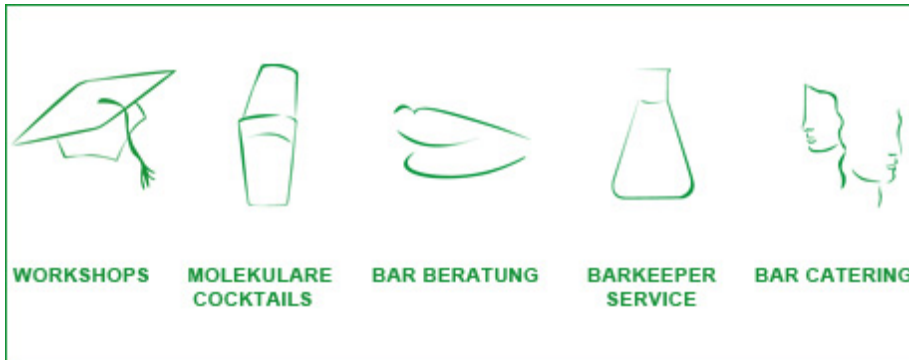 WORKSHOPS
MOLEKULARE
COCKTAILS
BAR BERATUNG
BARKEEPER
SERVICE
BAR CATERING